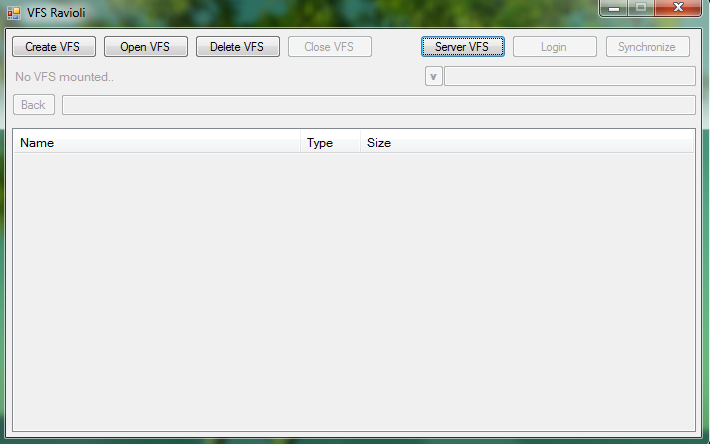 VFS Ravioli
Create VFS Open VFS Delete VFS Close VFS Server VFS Login Synchronize
No VFS mounted.. v
Back
Name Type Size